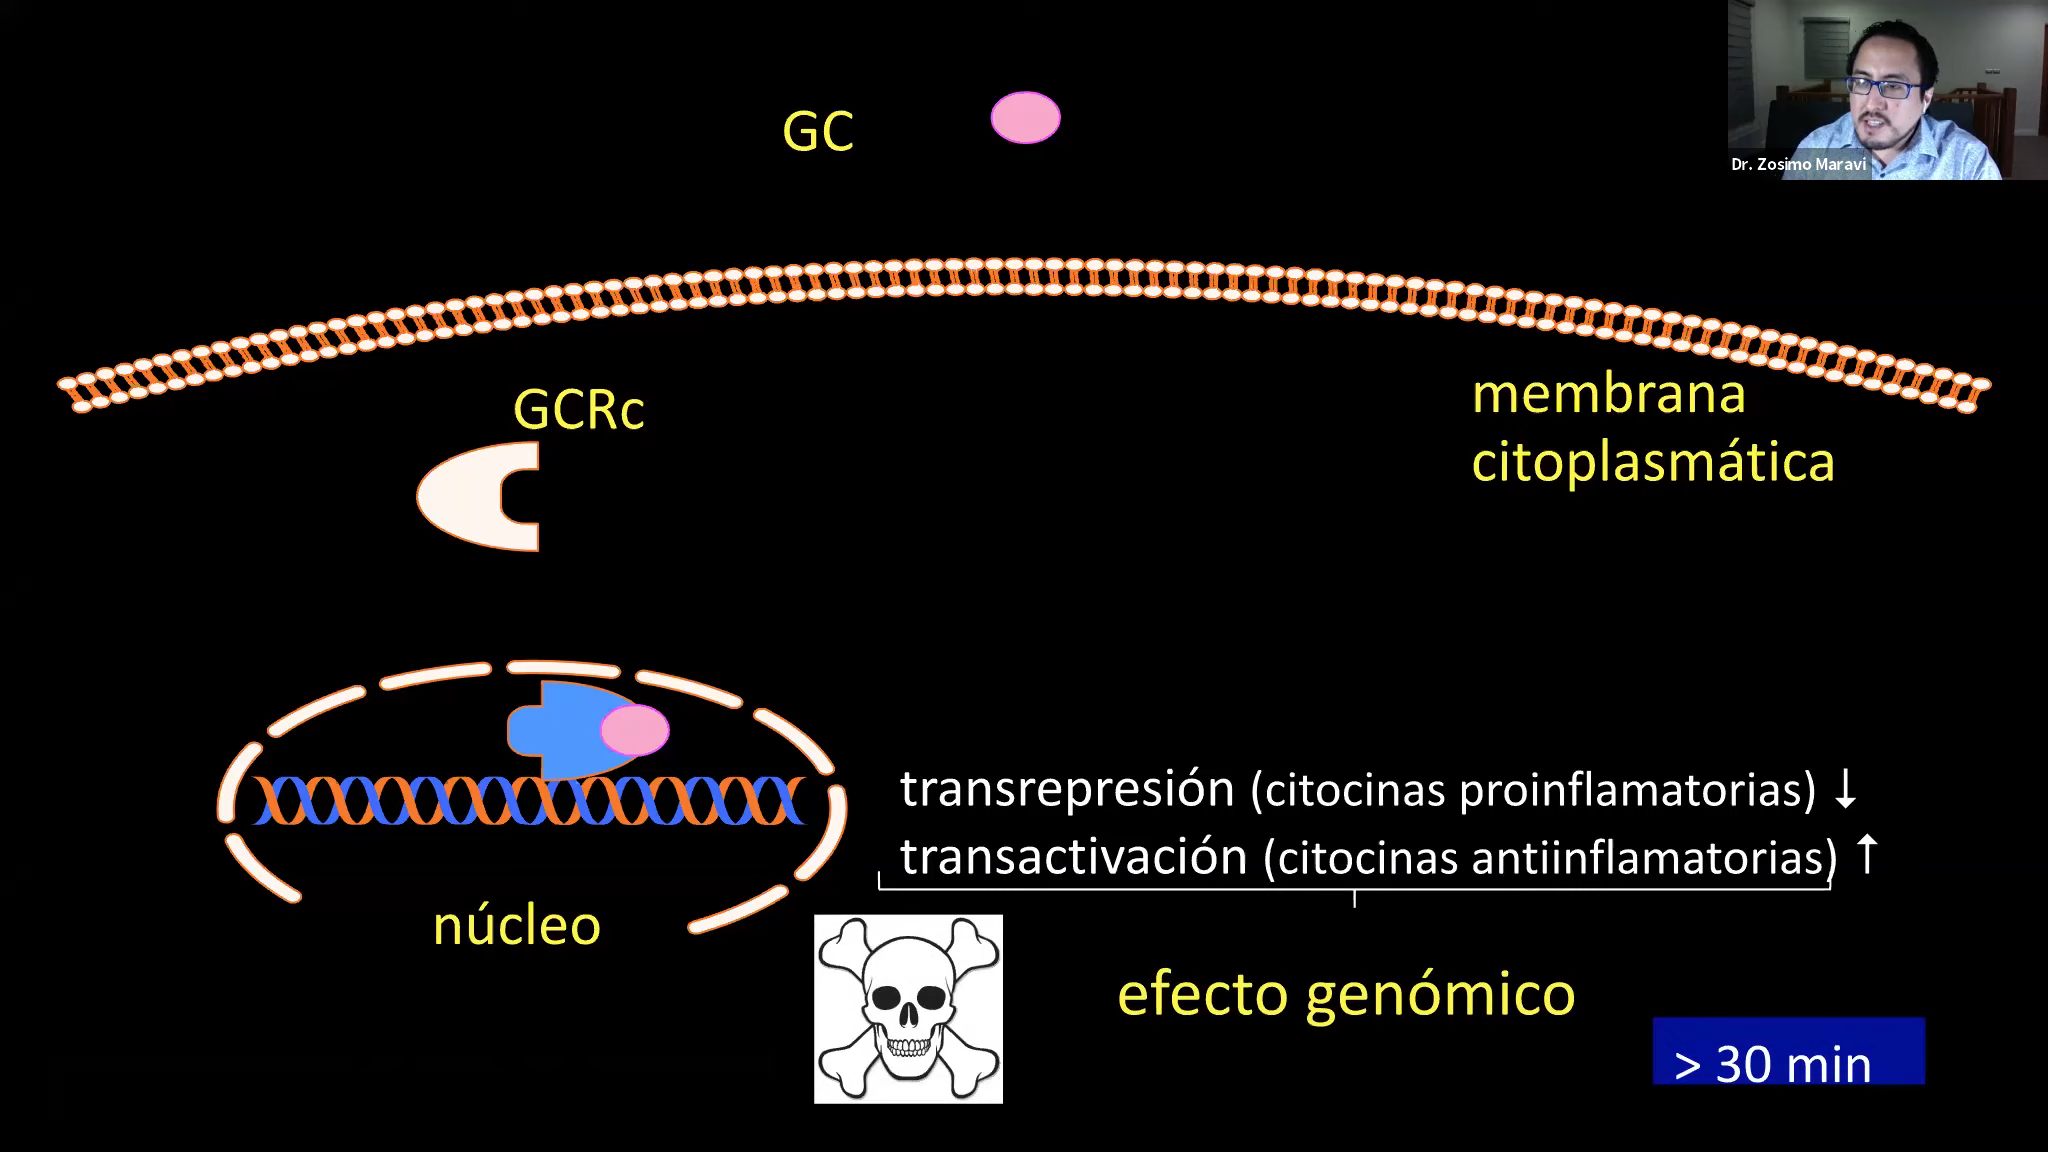 GC
Dr. Zosimo Maravi
GCRc
membrana
citoplasmática
transrepresión (citocinas proinflamatorias) ↓
transactivación (citocinas antiinflamatorias) ↑
núcleo
efecto genómico
> 30 min